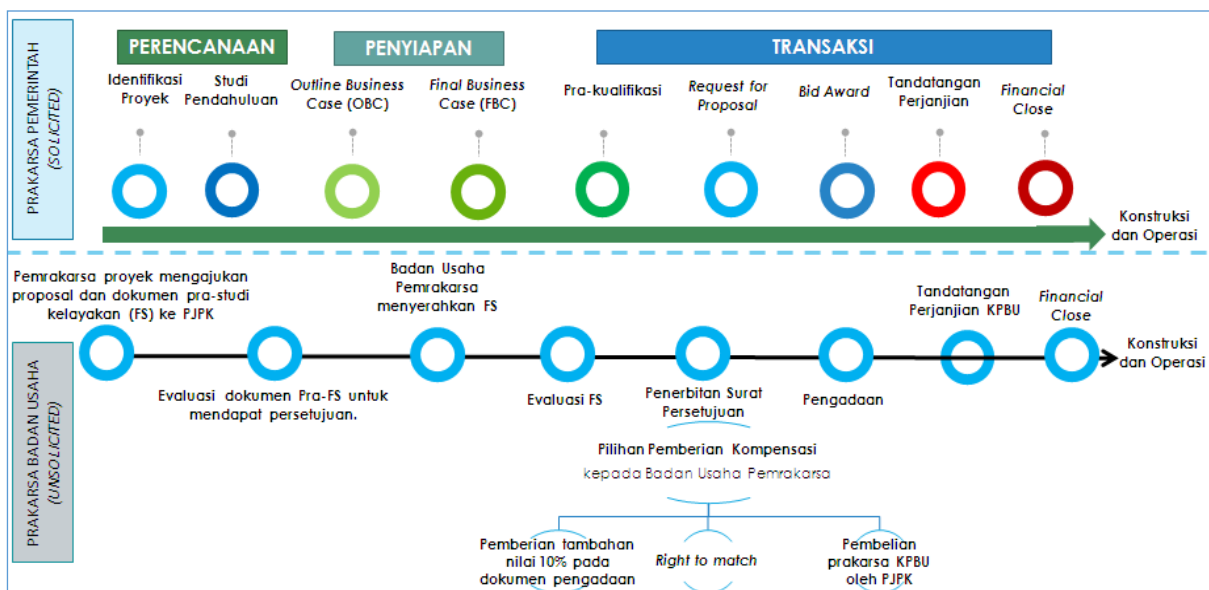 PRAKARSA PEMERINTAH
(SOLICITED)
PERENCANAAN
PENYIAPAN
TRANSAKSI
Identifikasi
Proyek
Studi
Pendahuluan
Outline Business
Case (OBC)
Final Business
Case (FBC)
Pra-kualifikasi
Request for
Proposal
Bid Award
Tandatangan
Perjanjian
Financial
Close
Konstruksi
dan Operasi
PRAKARSA BADAN USAHA
(UNSOLICITED)
Pemrakarsa proyek mengajukan
proposal dan dokumen pra-studi
kelayakan (FS) ke PJPK
Evaluasi dokumen Pra-FS untuk
mendapat persetujuan.
Badan Usaha
Pemrakarsa
menyerahkan FS
Evaluasi FS
Penerbitan Surat
Persetujuan
Pengadaan
Tandatangan
Perjanjian KPBU
Financial
Close
Konstruksi
dan Operasi
Pilihan Pemberian Kompensasi
kepada Badan Usaha Pemrakarsa
Pemberian tambahan
nilai 10% pada
dokumen pengadaan
Right to match
Pembelian
prakarsa KPBU
oleh PJPK